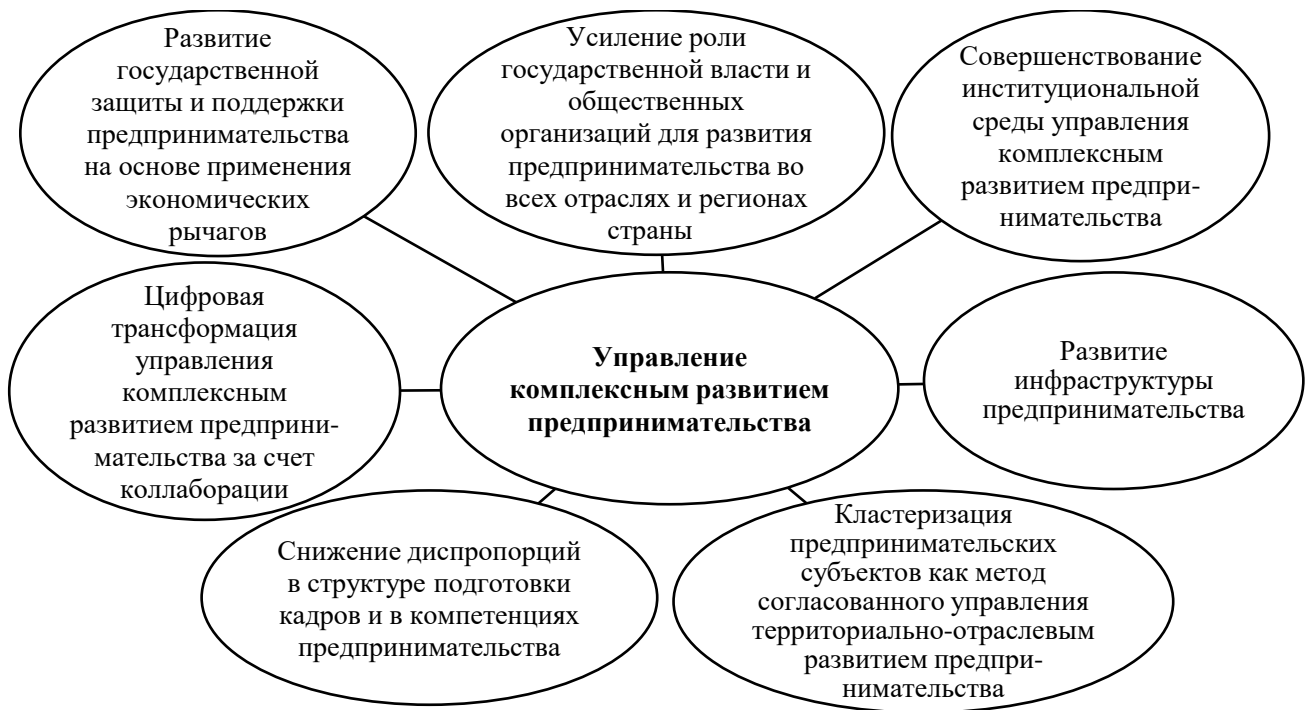 Развитие
государственной
защиты и поддержки
предпринимательства
на основе применения
экономических
рычагов
Усиление роли
государственной власти и
общественных
организаций для развития
предпринимательства во
всех отраслях и регионах
страны
Совершенствование
институциональной
среды управления
комплексным
развитием предпри-
нимательства
Цифровая
трансформация
управления
комплексным
развитием предприни-
мательства за счет
коллаборации
Управление
комплексным развитием
предпринимательства
Развитие
инфраструктуры
предпринимательства
Снижение диспропорций
в структуре подготовки
кадров и в компетенциях
предпринимательства
Кластеризация
предпринимательских
субъектов как метод
согласованного управления
территориально-отраслевым
развитием предпри-
нимательства